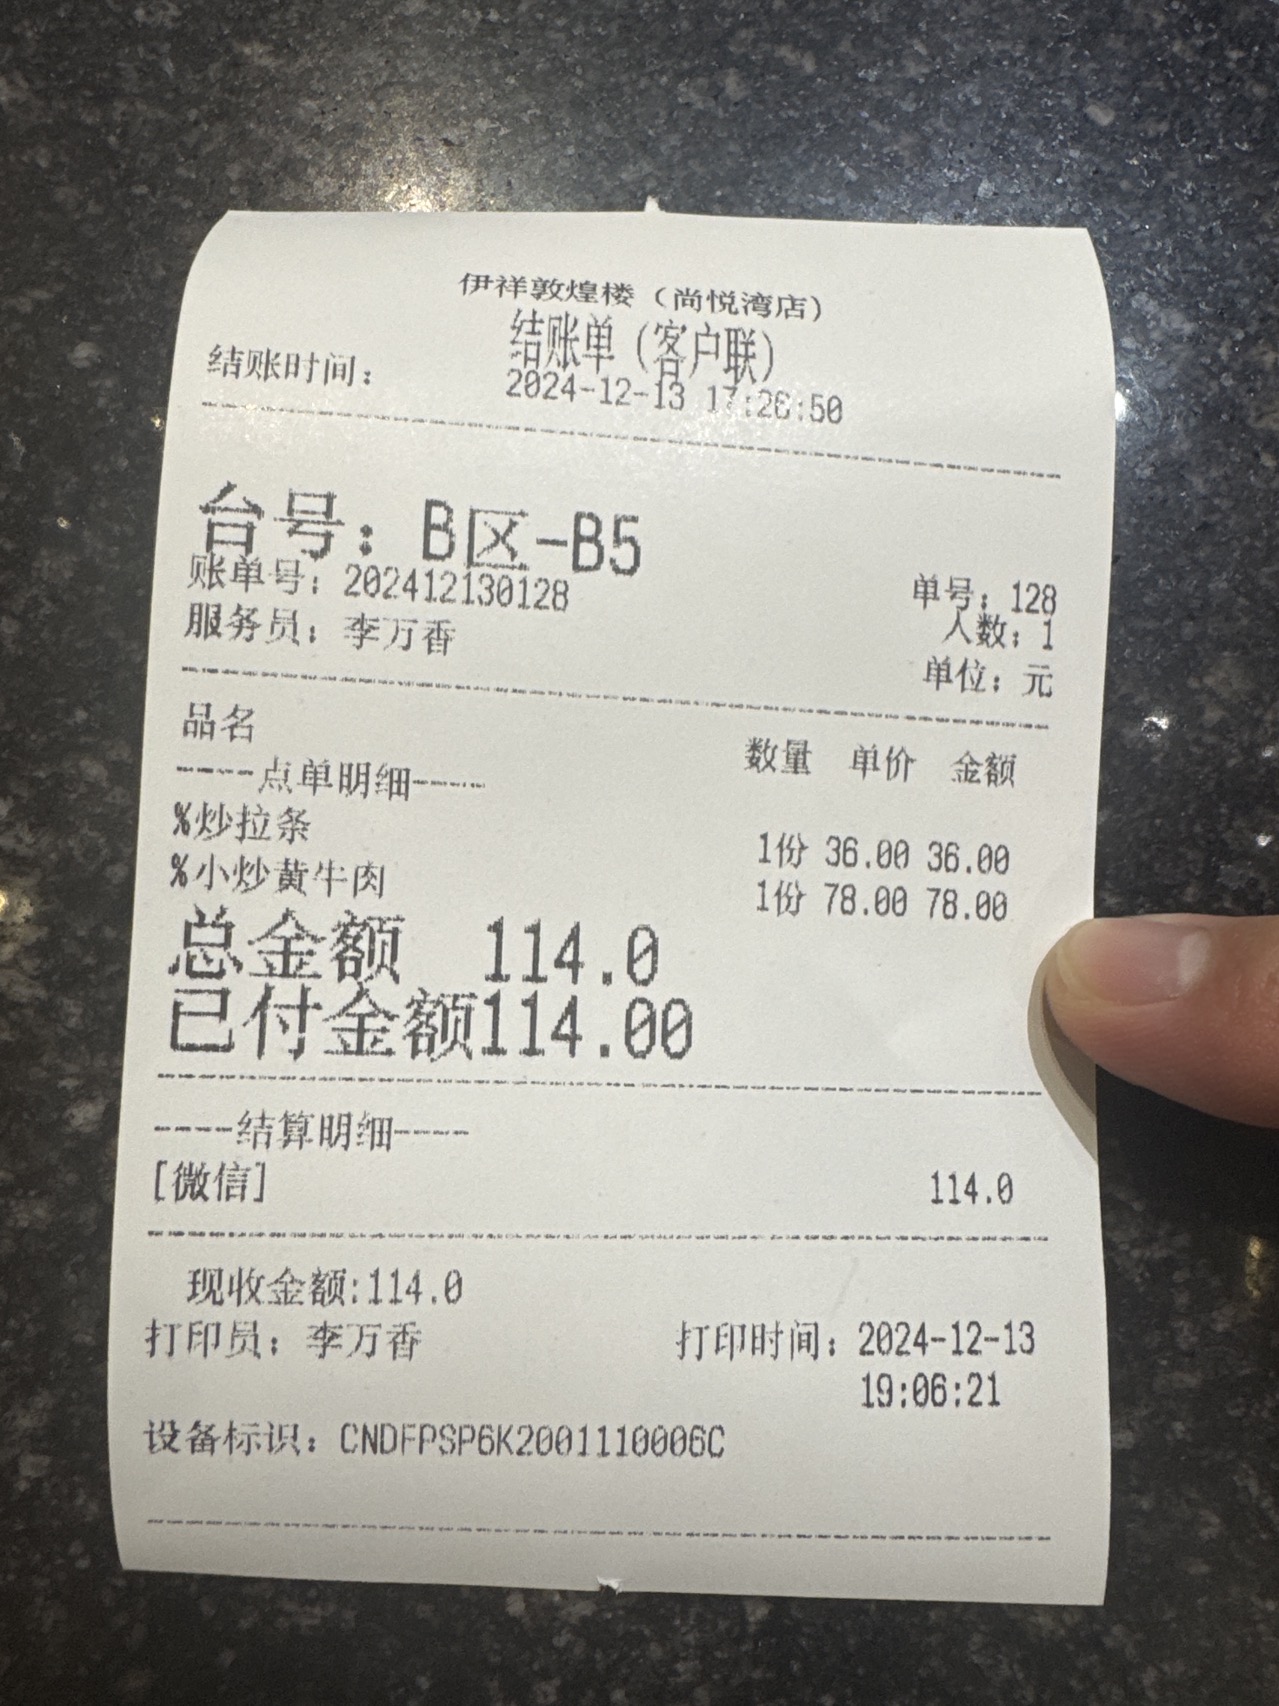 伊祥敦煌楼（尚悦湾店）
结账单（客户联）
结账时间： 2024-12-13 17:26:50
台号：B区-B5
账单号：202412130128 单号：128
服务员：李万香 人数：1
单位：元
品名 数量 单价 金额
----点单明细----
%炒拉条 1份 36.00 36.00
%小炒黄牛肉 1份 78.00 78.00
总金额 114.0
已付金额114.00
----结算明细----
[微信] 114.0
现收金额:114.0
打印员：李万香 打印时间：2024-12-13
19:06:21
设备标识：CNDFPSP6K2001110006C